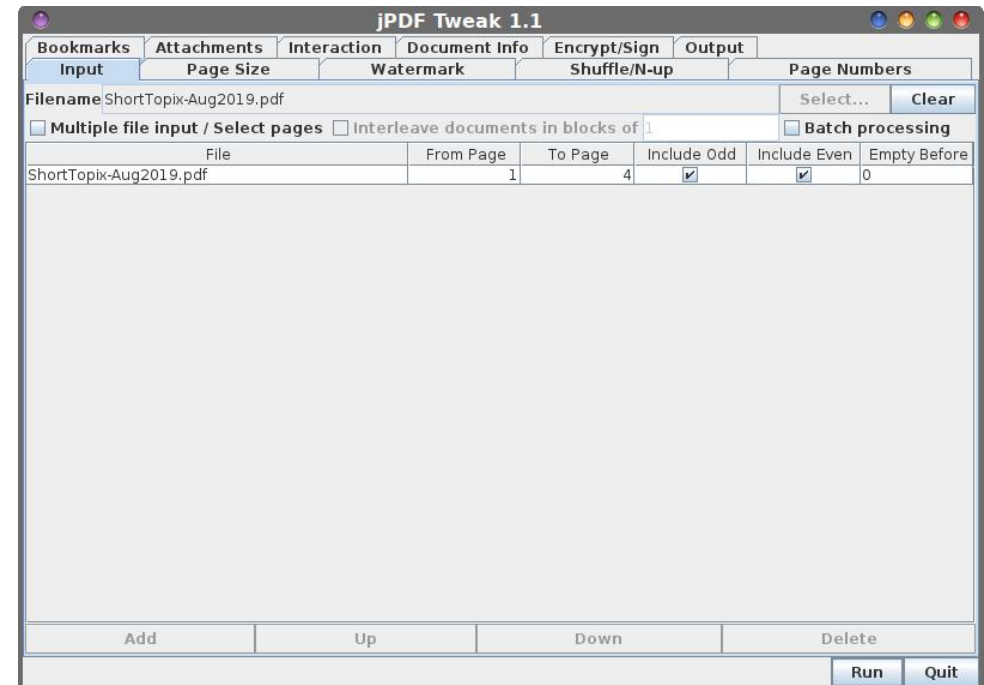 jPDF Tweak 1.1
Bookmarks Attachments Interaction Document Info Encrypt/Sign Output
Input Page Size Watermark Shuffle/N-up Page Numbers
Filename ShortTopix-Aug2019.pdf Select... Clear
Multiple file input / Select pages Interleave documents in blocks of 1 Batch processing
File From Page To Page Include Odd Include Even Empty Before
ShortTopix-Aug2019.pdf 1 4 0
Add Up Down Delete
Run Quit